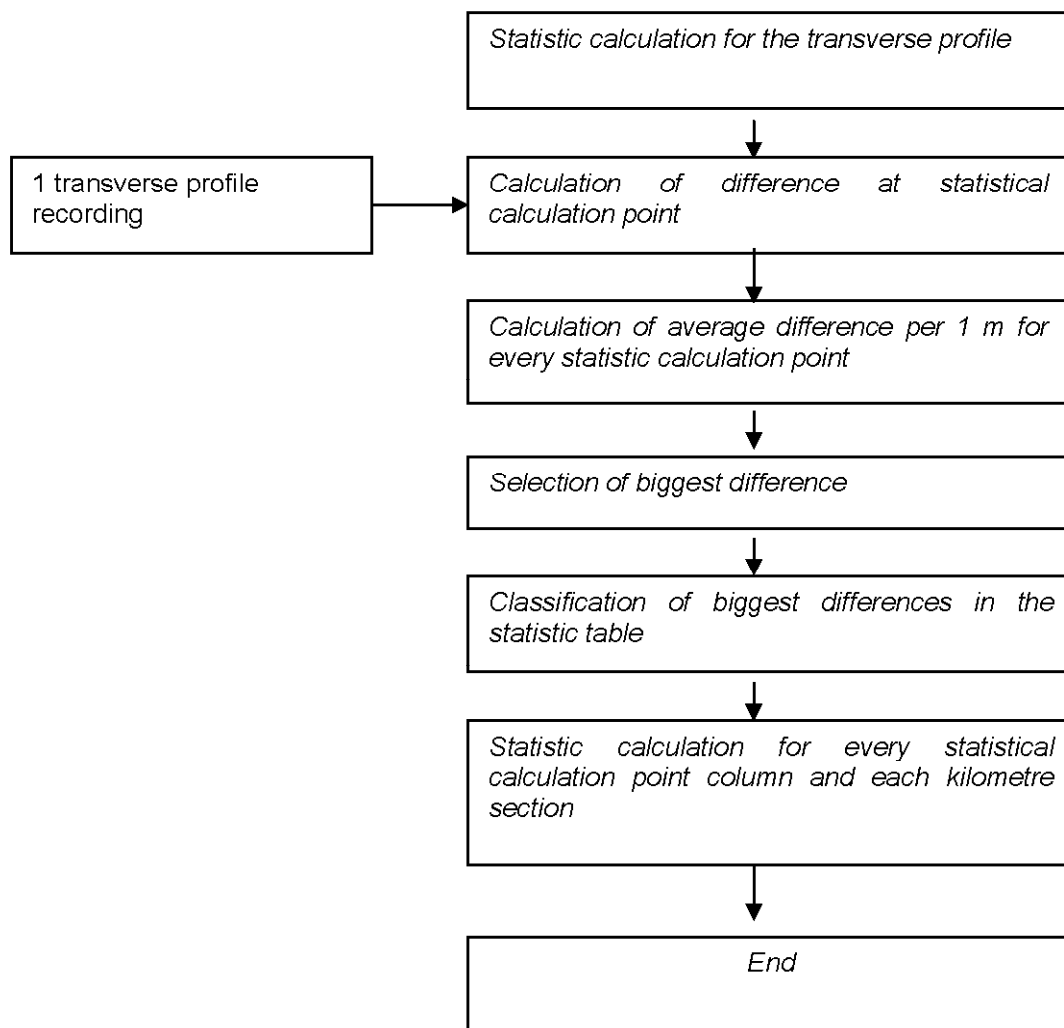 Statistic calculation for the transverse profile
1 transverse profile
recording
Calculation of difference at statistical
calculation point
Calculation of average difference per 1 m for
every statistic calculation point
Selection of biggest difference
Classification of biggest differences in the
statistic table
Statistic calculation for every statistical
calculation point column and each kilometre
section
End